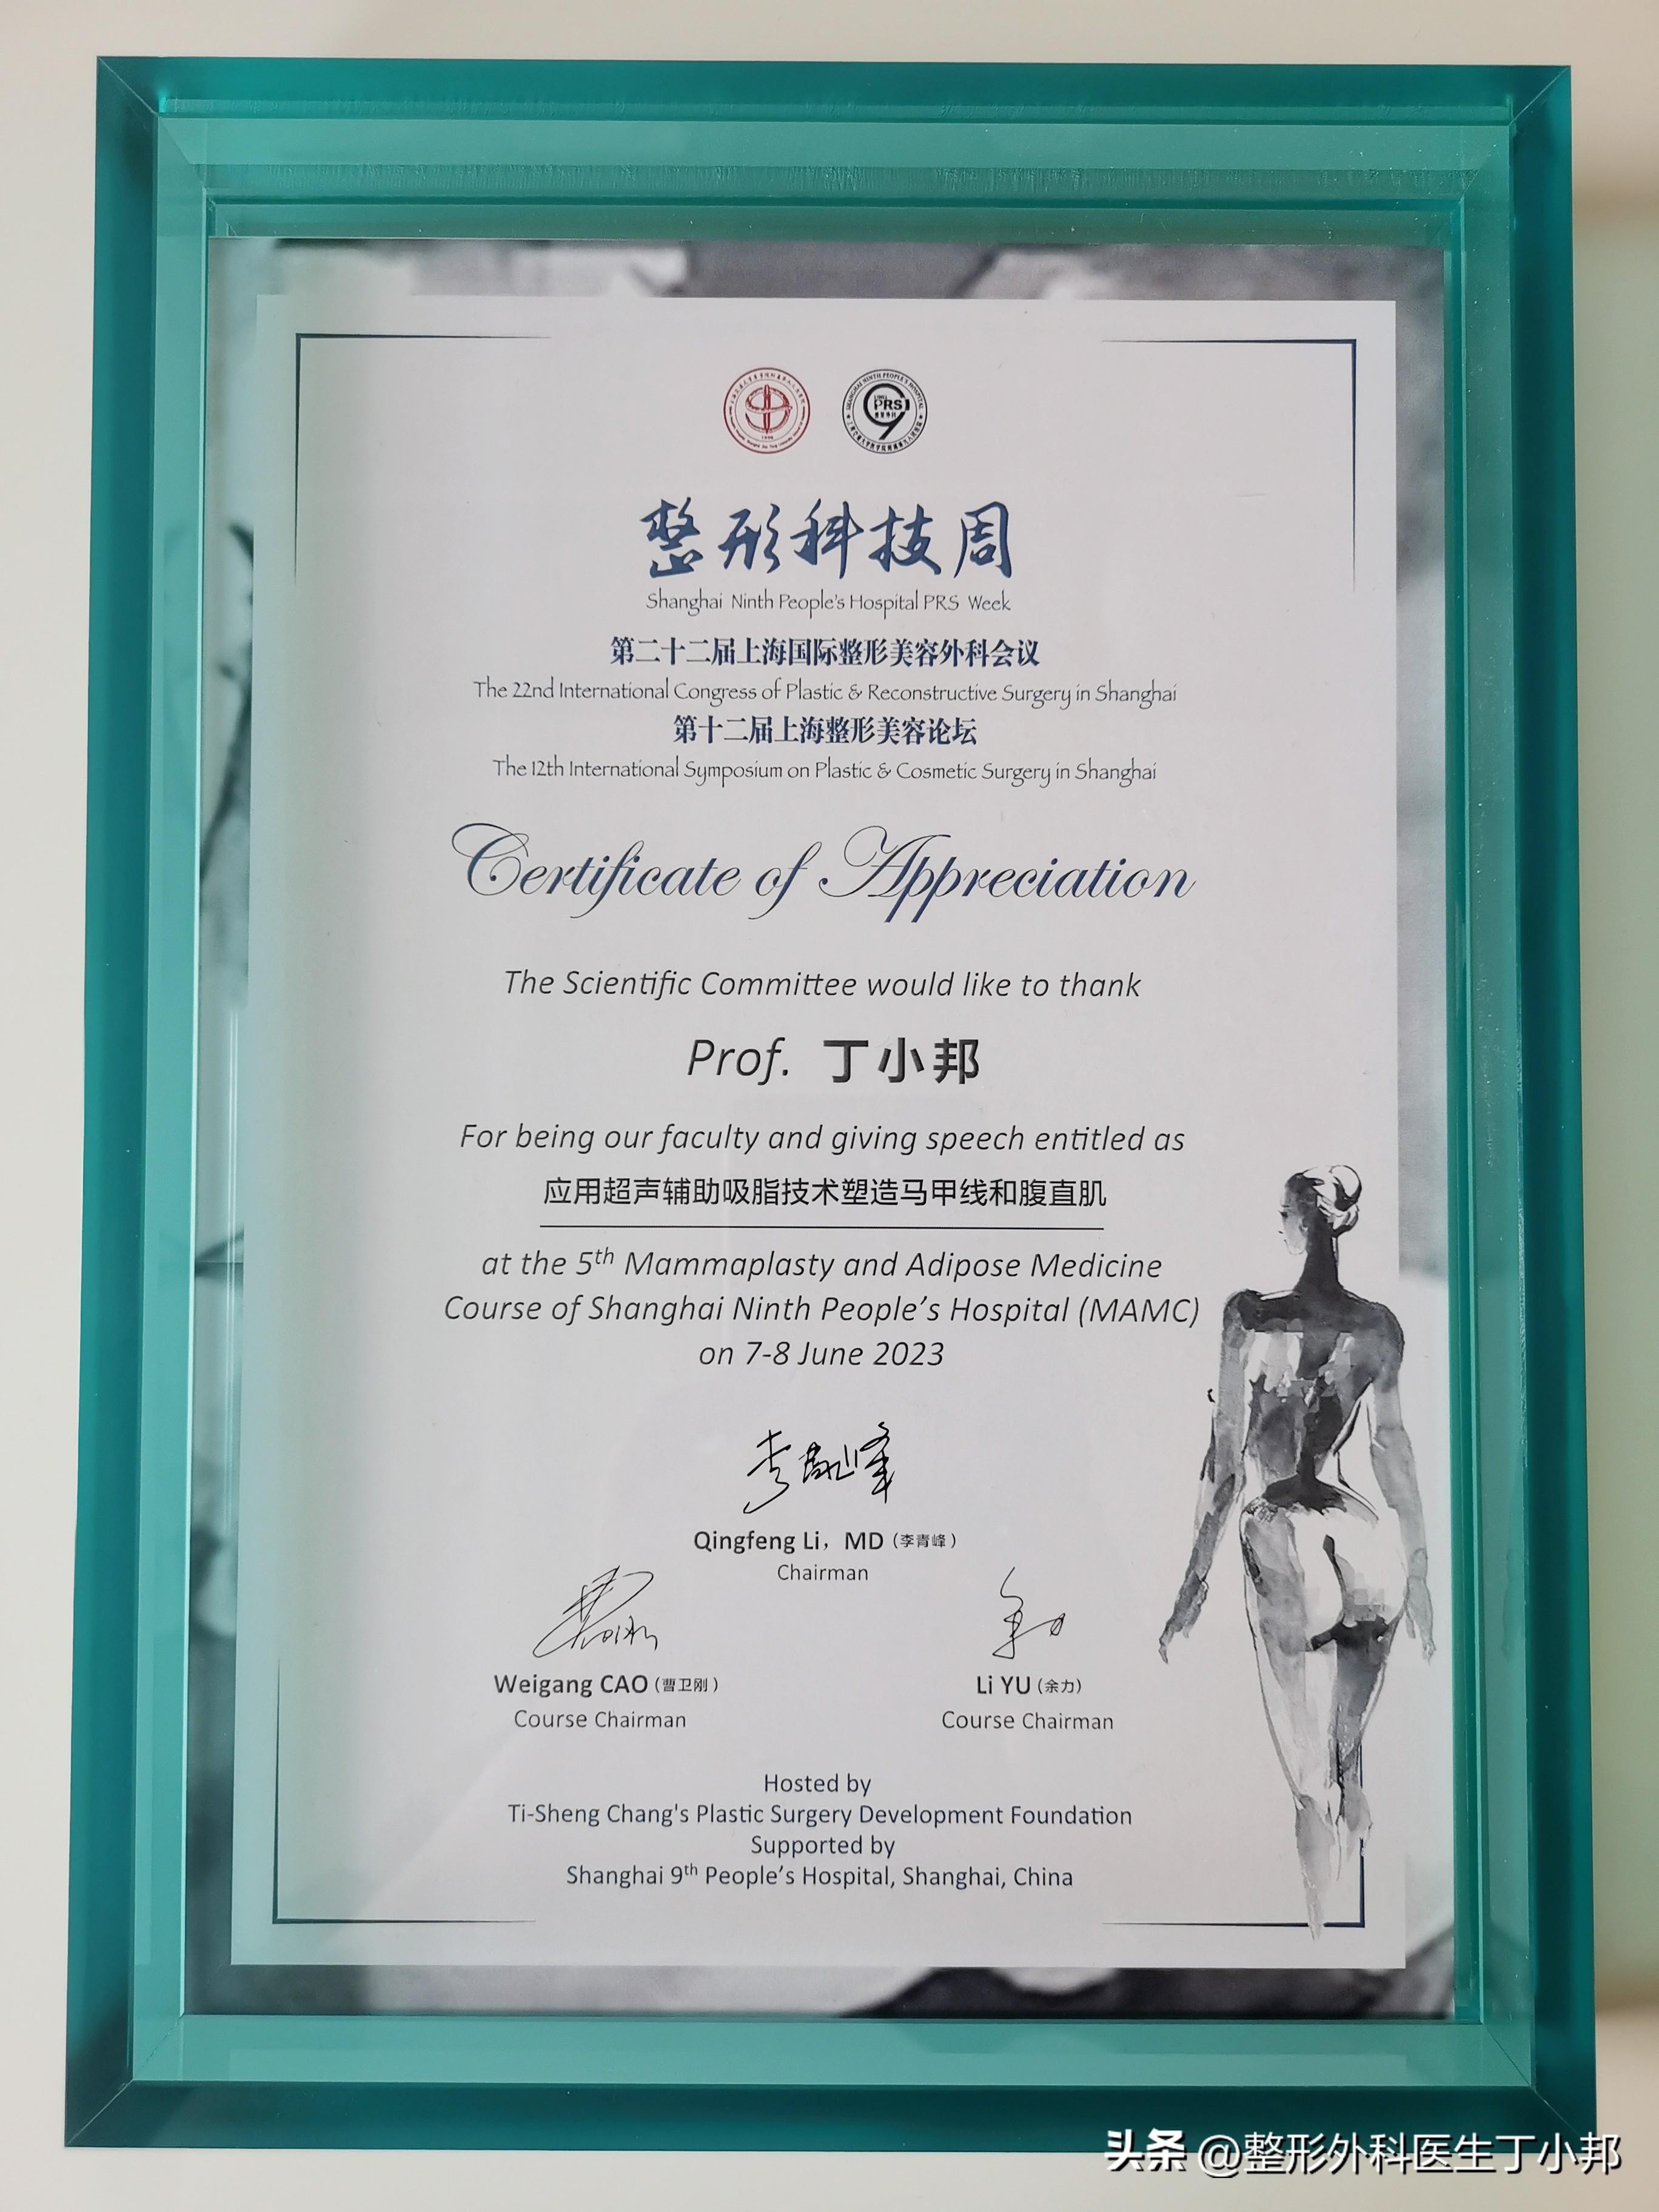 SHANGHAI NINTH PEOPLE'S HOSPITAL
PRS
整形科技周
Shanghai Ninth People's Hospital PRS Week
第二十二届上海国际整形美容外科会议
The 22nd International Congress of Plastic & Reconstructive Surgery in Shanghai
第十二届上海整形美容论坛
The 12th International Symposium on Plastic & Cosmetic Surgery in Shanghai
Certificate of Appreciation
The Scientific Committee would like to thank
Prof. 丁小邦
For being our faculty and giving speech entitled as
应用超声辅助吸脂技术塑造马甲线和腹直肌
at the 5th Mammaplasty and Adipose Medicine
Course of Shanghai Ninth People’s Hospital (MAMC)
on 7-8 June 2023
Qingfeng Li，MD（李青峰）
Chairman
Weigang CAO（曹卫刚）
Course Chairman
Li YU（余力）
Course Chairman
Hosted by
Ti-Sheng Chang's Plastic Surgery Development Foundation
Supported by
Shanghai 9th People’s Hospital, Shanghai, China
头条 @整形外科医生丁小邦